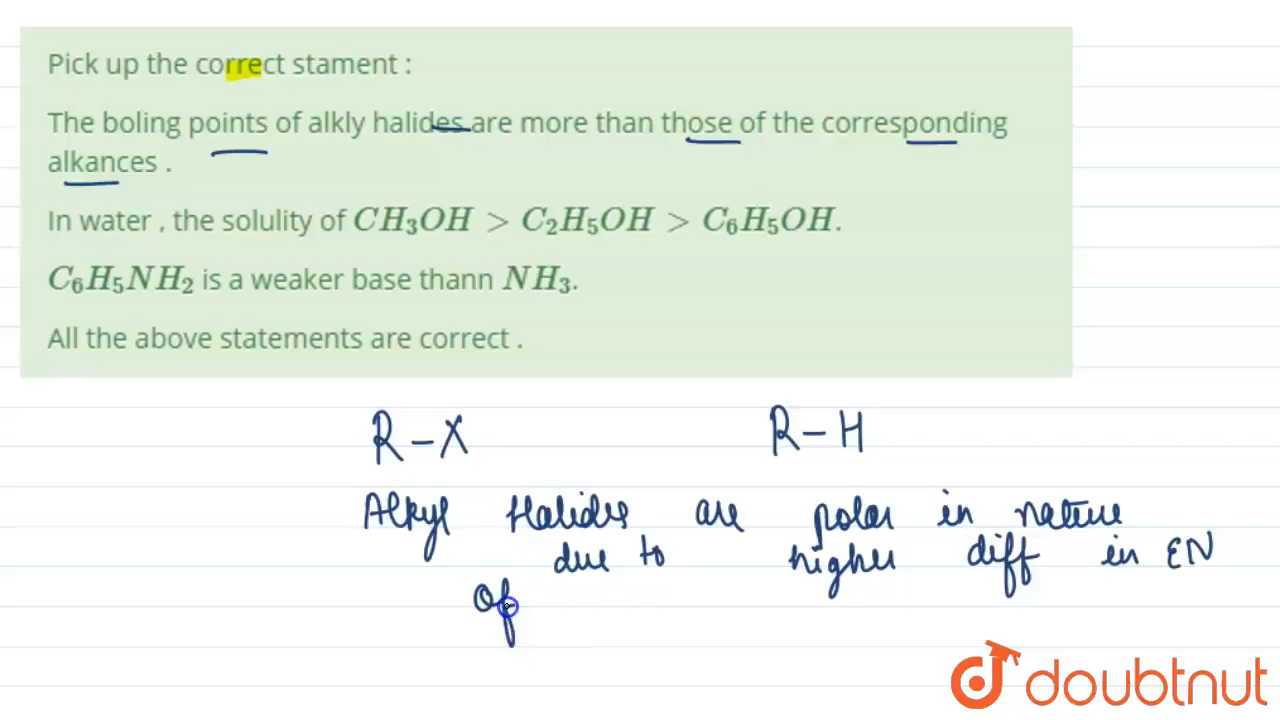 Pick up the correct stament :
The boling points of alkly halides are more than those of the corresponding
alkances .
In water , the solulity of CH₃OH > C₂H₅OH > C₆H₅OH.
C₆H₅NH₂ is a weaker base thann NH₃.
All the above statements are correct .
R-X R-H
Alkyl Halides are polar in nature
due to higher diff in EN
Of
doubtnut